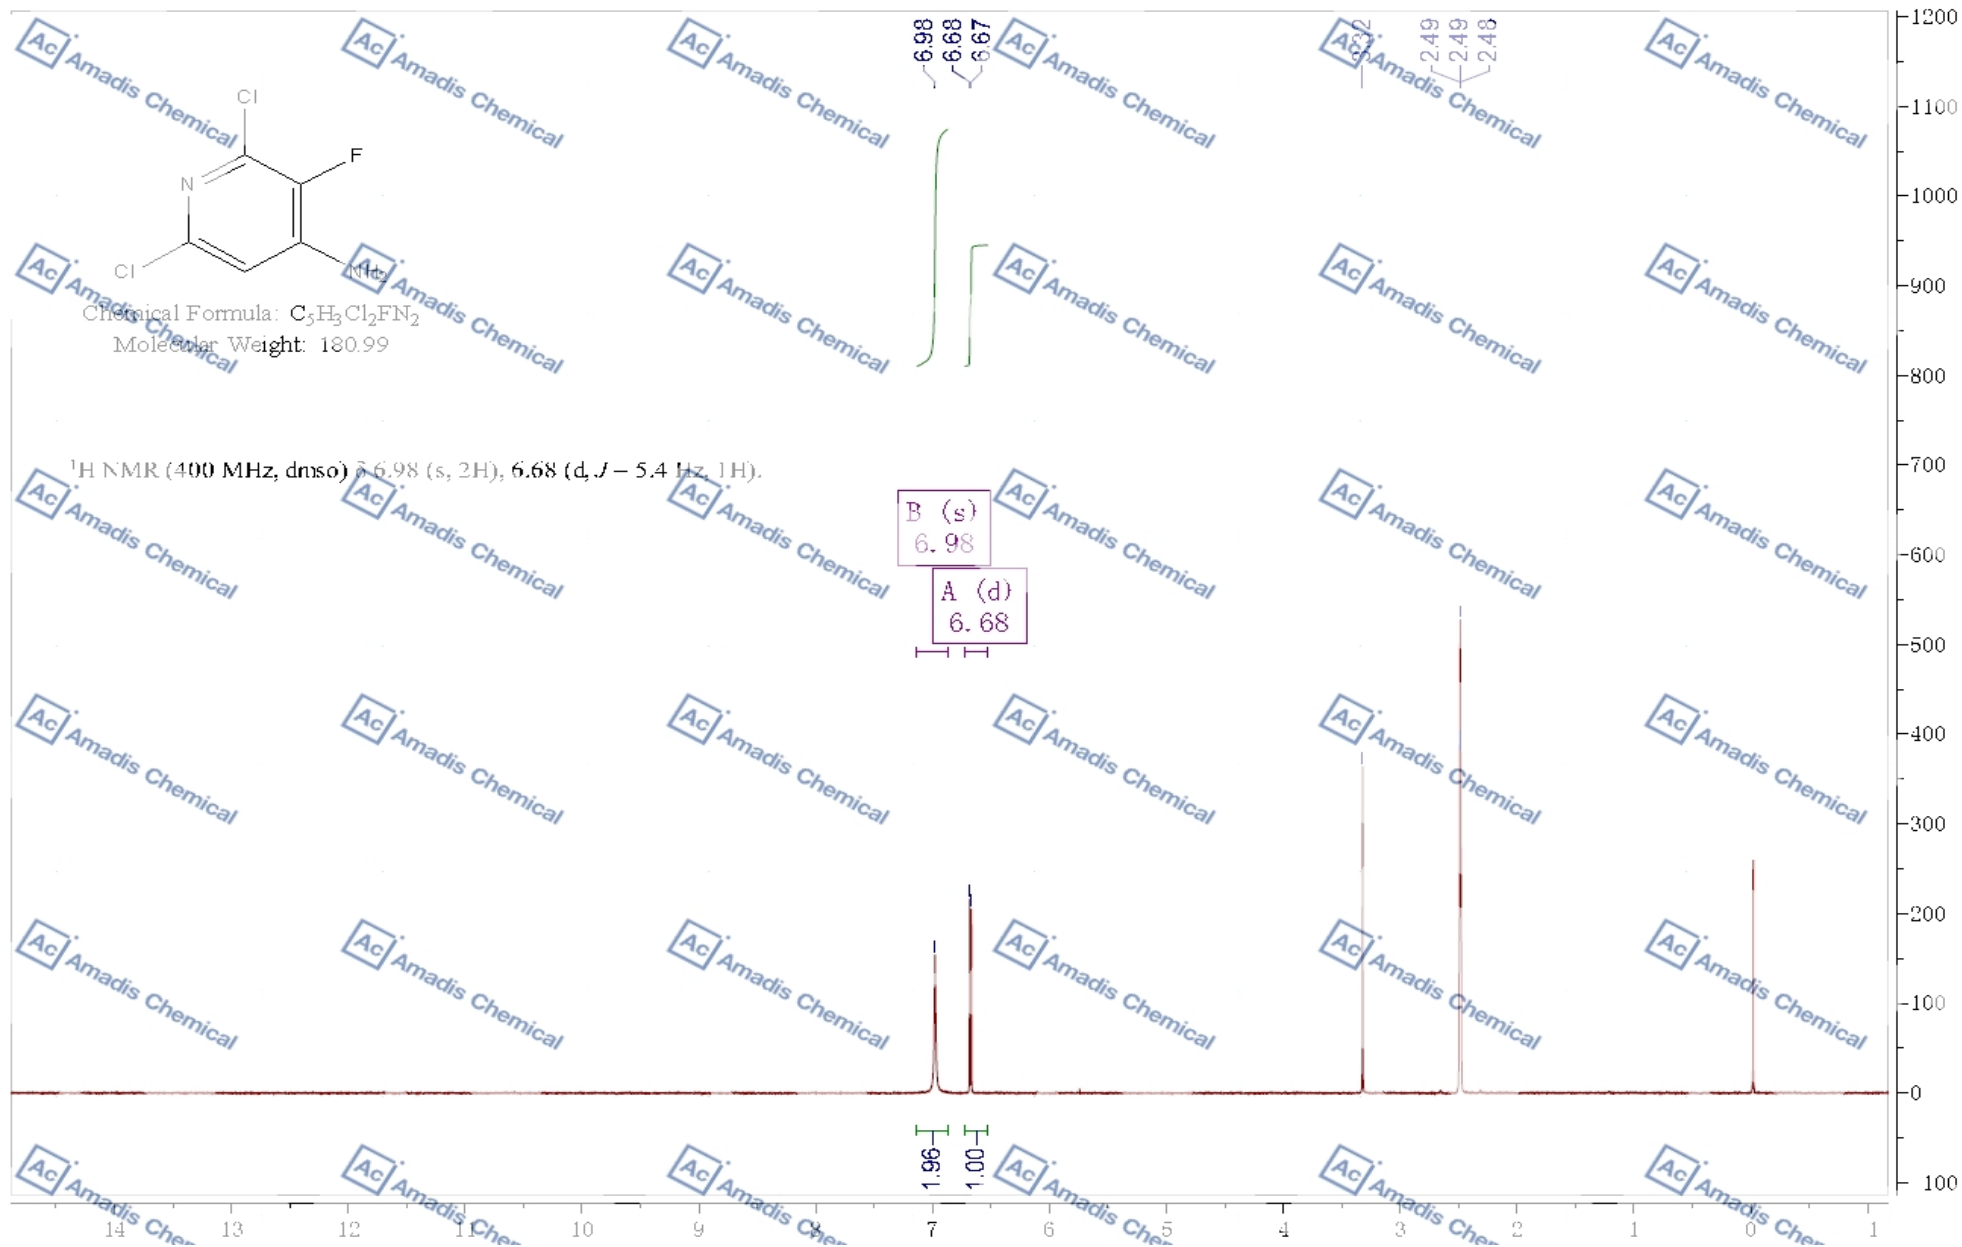 6.98
6.68
6.67
3.32
2.49
2.49
2.48
Cl
F
N
Cl
NH2
Chemical Formula: C5H3Cl2FN2
Molecular Weight: 180.99
1H NMR (400 MHz, dmso) δ 6.98 (s, 2H), 6.68 (d, J = 5.4 Hz, 1H).
B (s)
6.98
A (d)
6.68
1200
1100
1000
900
800
700
600
500
400
300
200
100
0
100
1.96
1.00
14 13 12 11 10 9 8 7 6 5 4 3 2 1 0 1
Ac Amadis Chemical